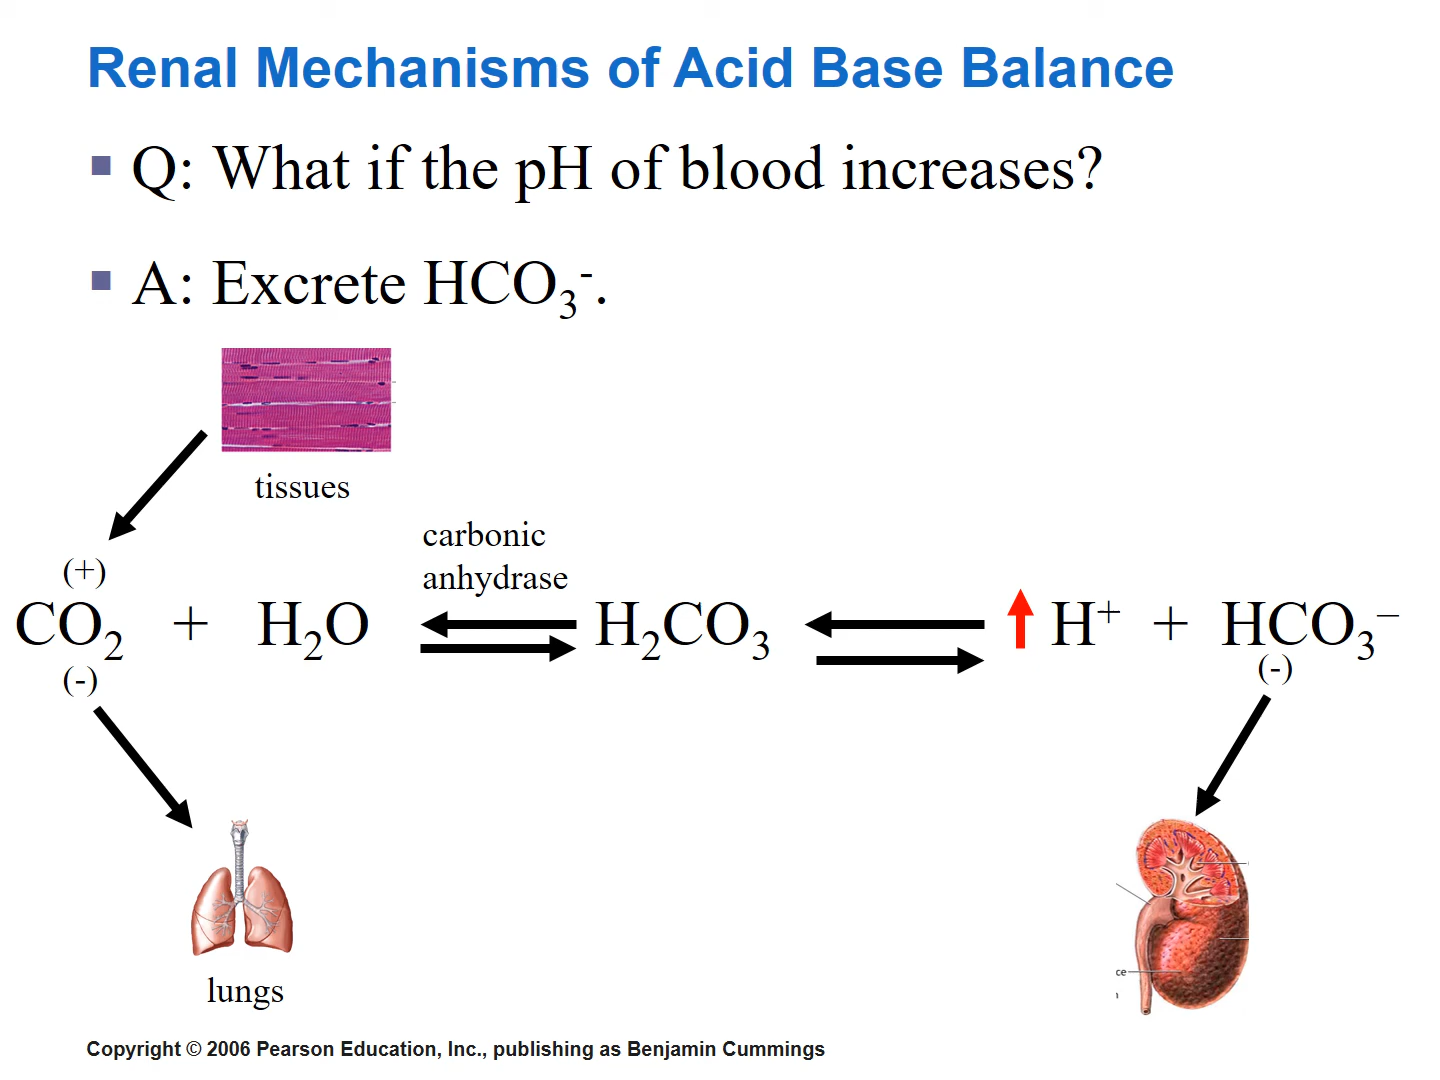 Renal Mechanisms of Acid Base Balance
Q: What if the pH of blood increases?
A: Excrete HCO₃⁻.
tissues
carbonic
anhydrase
(+)
CO₂ + H₂O H₂CO₃ H⁺ + HCO₃⁻
(-) (-)
ce
lungs
Copyright © 2006 Pearson Education, Inc., publishing as Benjamin Cummings